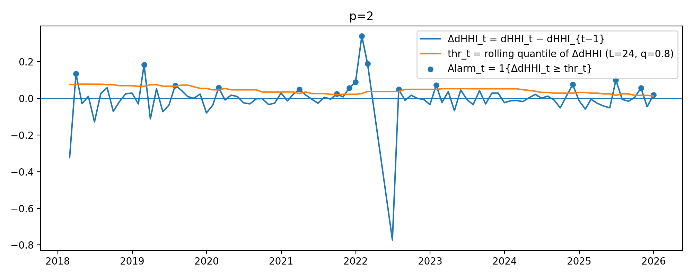 p=2
ΔdHHI_t = dHHI_t − dHHI_{t−1}
thr_t = rolling quantile of ΔdHHI (L=24, q=0.8)
Alarm_t = 1{ΔdHHI_t ≥ thr_t}
0.2
0.0
−0.2
−0.4
−0.6
−0.8
2018 2019 2020 2021 2022 2023 2024 2025 2026